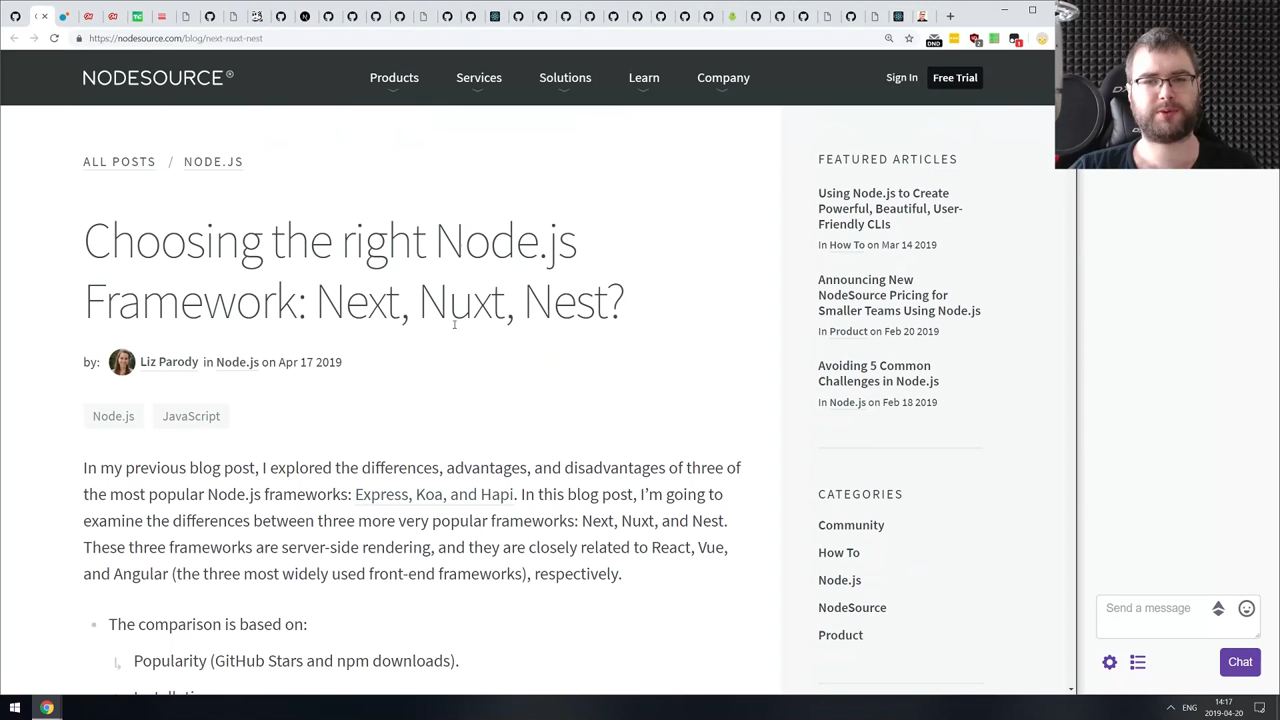 https://nodesource.com/blog/next-nuxt-nest
DND
NODESOURCE®
Products
Services
Solutions
Learn
Company
Sign In
Free Trial
ALL POSTS / NODE.JS
Choosing the right Node.js
Framework: Next, Nuxt, Nest?
by: Liz Parody in Node.js on Apr 17 2019
Node.js
JavaScript
In my previous blog post, I explored the differences, advantages, and disadvantages of three of
the most popular Node.js frameworks: Express, Koa, and Hapi. In this blog post, I'm going to
examine the differences between three more very popular frameworks: Next, Nuxt, and Nest.
These three frameworks are server-side rendering, and they are closely related to React, Vue,
and Angular (the three most widely used front-end frameworks), respectively.
The comparison is based on:
Popularity (GitHub Stars and npm downloads).
FEATURED ARTICLES
Using Node.js to Create
Powerful, Beautiful, User-
Friendly CLIs
In How To on Mar 14 2019
Announcing New
NodeSource Pricing for
Smaller Teams Using Node.js
In Product on Feb 20 2019
Avoiding 5 Common
Challenges in Node.js
In Node.js on Feb 18 2019
CATEGORIES
Community
How To
Node.js
NodeSource
Product
Send a message
Chat
ENG
14:17
2019-04-20